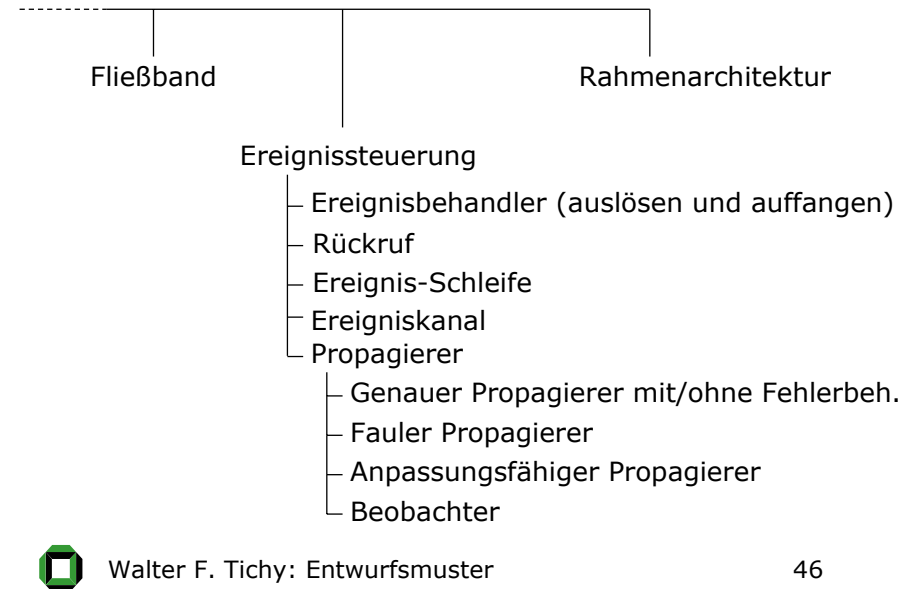 Fließband
Rahmenarchitektur
Ereignissteuerung
Ereignisbehandler (auslösen und auffangen)
Rückruf
Ereignis-Schleife
Ereigniskanal
Propagierer
Genauer Propagierer mit/ohne Fehlerbeh.
Fauler Propagierer
Anpassungsfähiger Propagierer
Beobachter
Walter F. Tichy: Entwurfsmuster
46